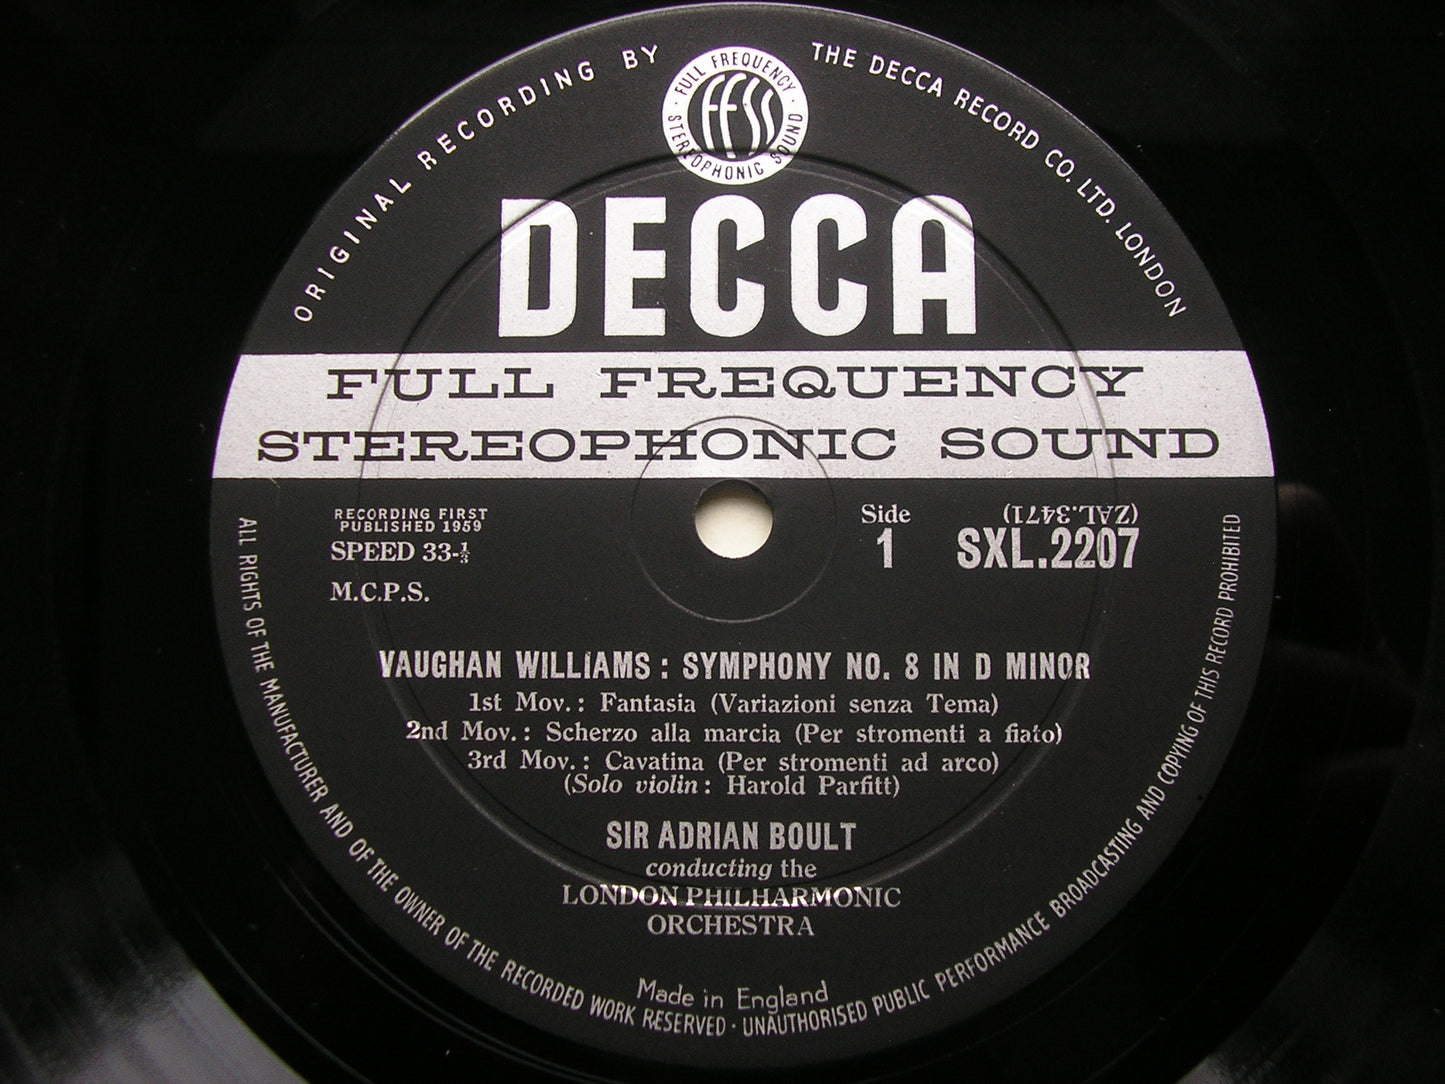 ORIGINAL RECORDING BY
THE DECCA RECORD CO. LTD. LONDON
FULL FREQUENCY
STEREOPHONIC SOUND
FFSS
DECCA
FULL FREQUENCY
STEREOPHONIC SOUND
RECORDING FIRST
PUBLISHED 1959
SPEED 33-⅓
M.C.P.S.
Side
1
(ZAL.3471)
SXL.2207
VAUGHAN WILLIAMS : SYMPHONY NO. 8 IN D MINOR
1st Mov.: Fantasia (Variazioni senza Tema)
2nd Mov.: Scherzo alla marcia (Per stromenti a fiato)
3rd Mov.: Cavatina (Per stromenti ad arco)
(Solo violin: Harold Parfitt)
SIR ADRIAN BOULT
conducting the
LONDON PHILHARMONIC
ORCHESTRA
Made in England
ALL RIGHTS OF THE MANUFACTURER AND OF THE OWNER OF THE RECORDED WORK RESERVED · UNAUTHORISED PUBLIC PERFORMANCE BROADCASTING AND COPYING OF THIS RECORD PROHIBITED